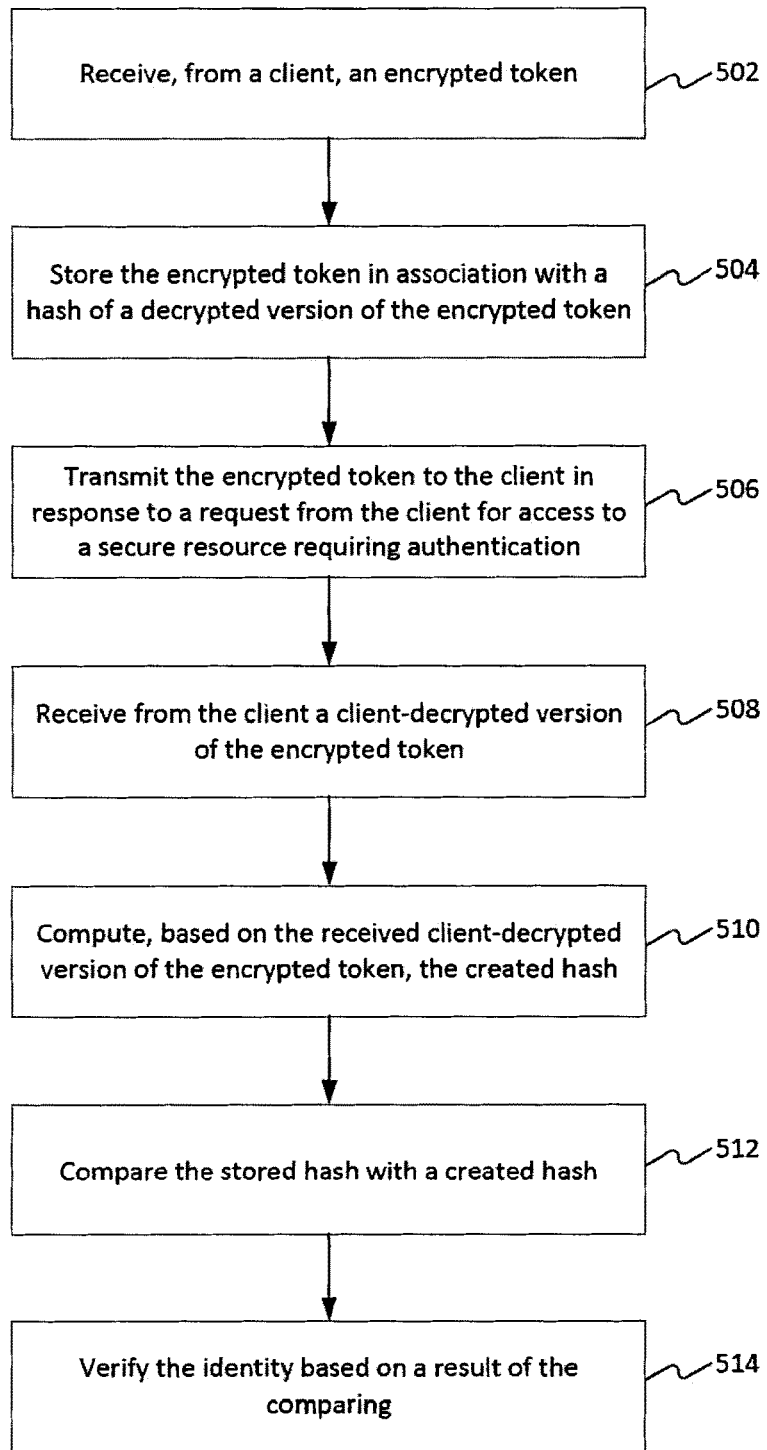 Receive, from a client, an encrypted token
502
Store the encrypted token in association with a
hash of a decrypted version of the encrypted token
504
Transmit the encrypted token to the client in
response to a request from the client for access to
a secure resource requiring authentication
506
Receive from the client a client-decrypted version
of the encrypted token
508
Compute, based on the received client-decrypted
version of the encrypted token, the created hash
510
Compare the stored hash with a created hash
512
Verify the identity based on a result of the
comparing
514